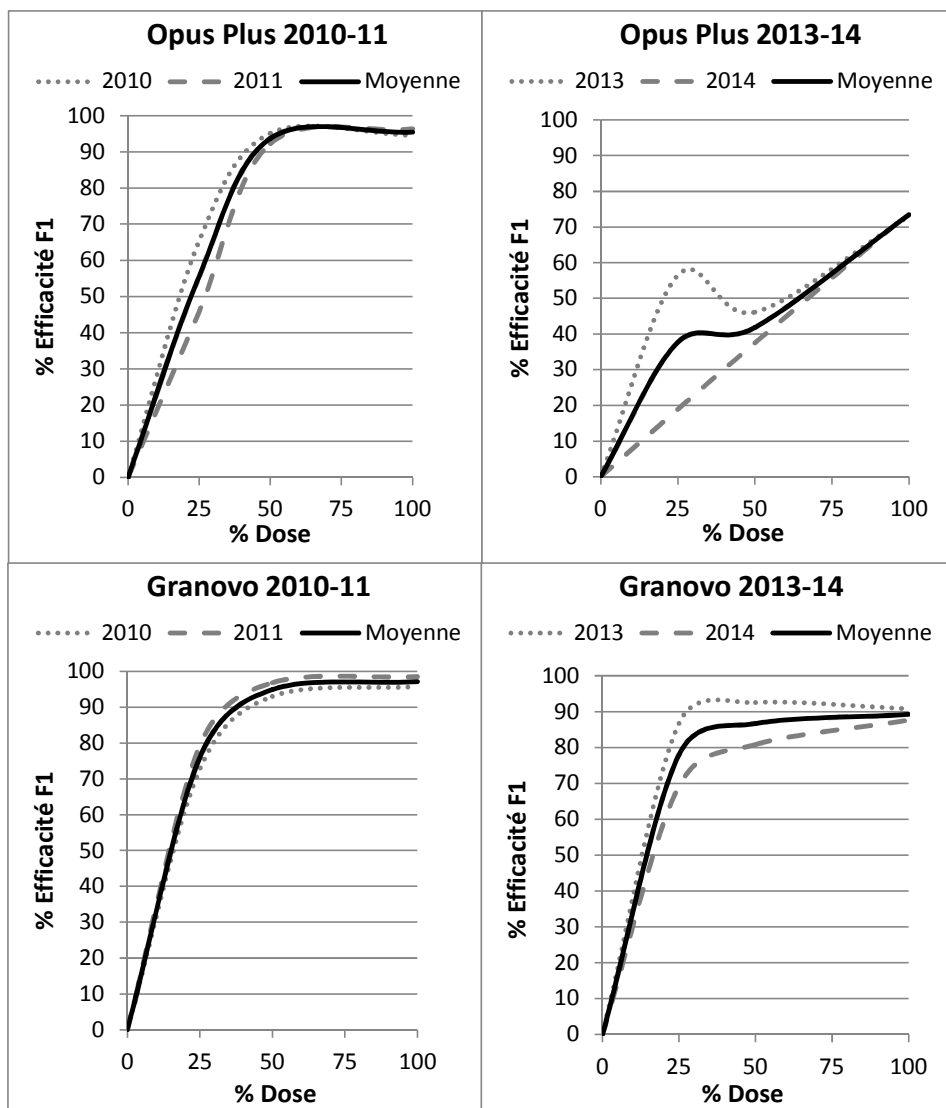 Opus Plus 2010-11
2010 2011 Moyenne
100
90
80
70
60
50
40
30
20
10
0
% Efficacité F1
0 25 50 75 100
% Dose
Opus Plus 2013-14
2013 2014 Moyenne
100
90
80
70
60
50
40
30
20
10
0
% Efficacité F1
0 25 50 75 100
% Dose
Granovo 2010-11
2010 2011 Moyenne
100
90
80
70
60
50
40
30
20
10
0
% Efficacité F1
0 25 50 75 100
% Dose
Granovo 2013-14
2013 2014 Moyenne
100
90
80
70
60
50
40
30
20
10
0
% Efficacité F1
0 25 50 75 100
% Dose